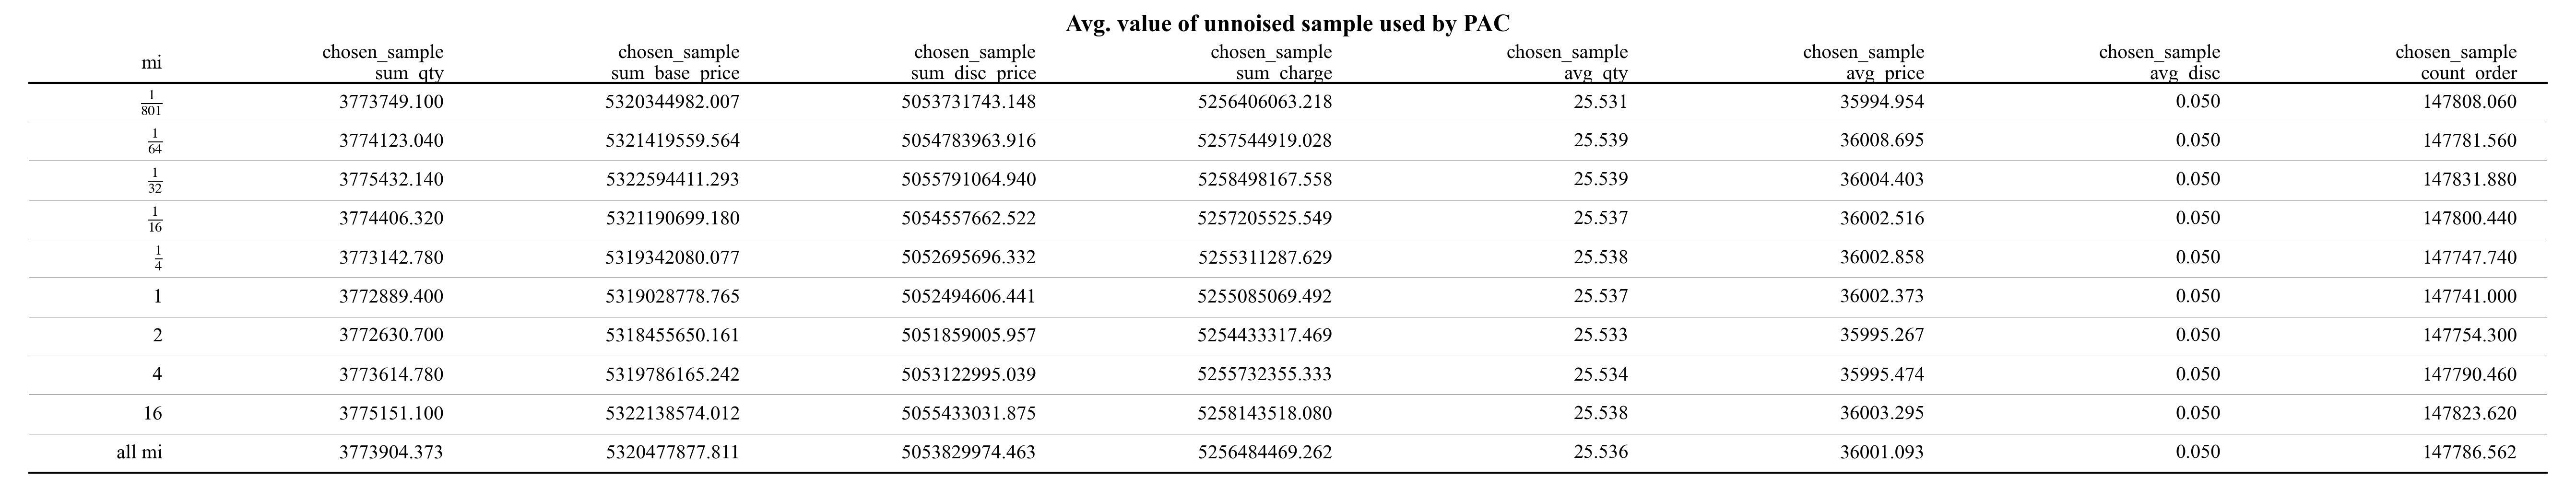 Avg. value of unnoised sample used by PAC
mi chosen_sample sum_qty chosen_sample sum_base_price chosen_sample sum_disc_price chosen_sample sum_charge chosen_sample avg_qty chosen_sample avg_price chosen_sample avg_disc chosen_sample count_order
1/801 3773749.100 5320344982.007 5053731743.148 5256406063.218 25.531 35994.954 0.050 147808.060
1/64 3774123.040 5321419559.564 5054783963.916 5257544919.028 25.539 36008.695 0.050 147781.560
1/32 3775432.140 5322594411.293 5055791064.940 5258498167.558 25.539 36004.403 0.050 147831.880
1/16 3774406.320 5321190699.180 5054557662.522 5257205525.549 25.537 36002.516 0.050 147800.440
1/4 3773142.780 5319342080.077 5052695696.332 5255311287.629 25.538 36002.858 0.050 147747.740
1 3772889.400 5319028778.765 5052494606.441 5255085069.492 25.537 36002.373 0.050 147741.000
2 3772630.700 5318455650.161 5051859005.957 5254433317.469 25.533 35995.267 0.050 147754.300
4 3773614.780 5319786165.242 5053122995.039 5255732355.333 25.534 35995.474 0.050 147790.460
16 3775151.100 5322138574.012 5055433031.875 5258143518.080 25.538 36003.295 0.050 147823.620
all mi 3773904.373 5320477877.811 5053829974.463 5256484469.262 25.536 36001.093 0.050 147786.562